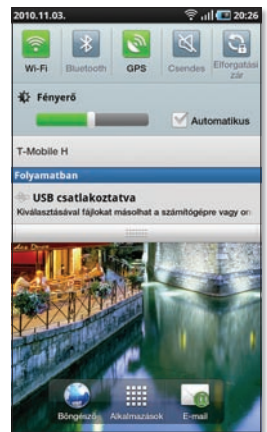 2010.11.03. 20:26
Wi-Fi Bluetooth GPS Csendes Elforgatási zár
Fényerő
Automatikus
T-Mobile H
Folyamatban
USB csatlakoztatva
Kiválasztásával fájlokat másolhat a számítógépre vagy on
Böngésző Alkalmazások E-mail